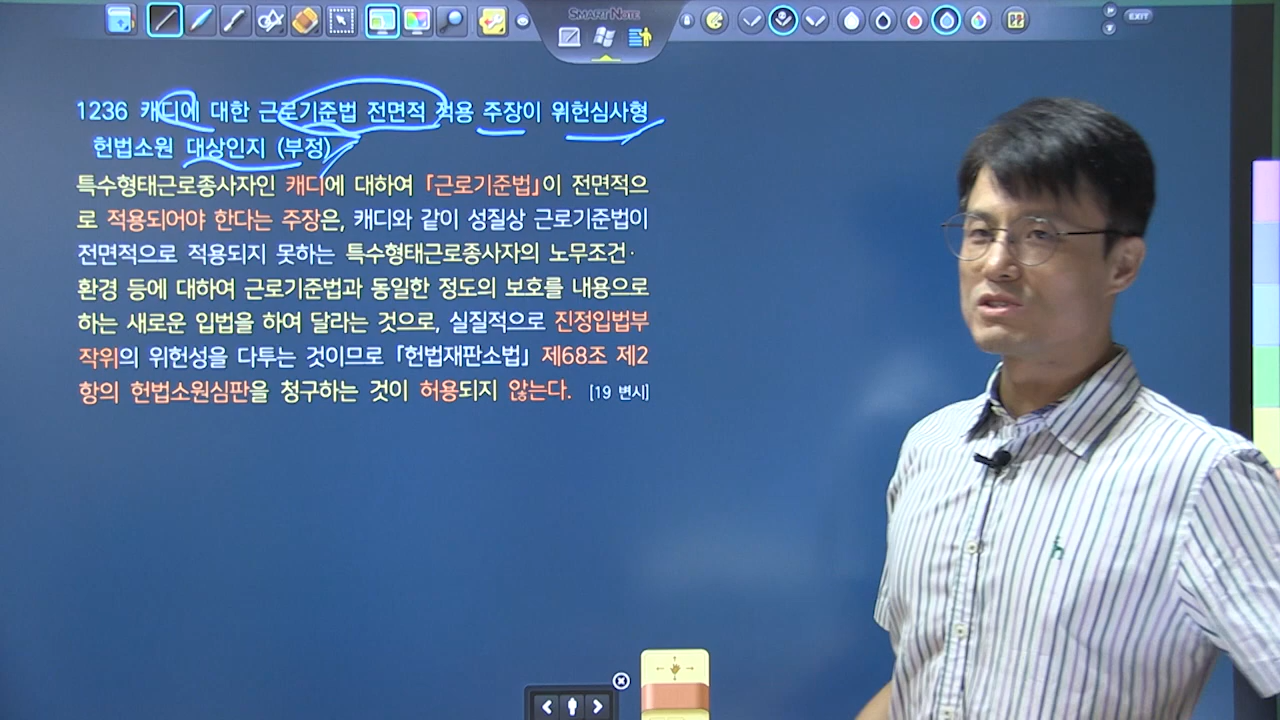 SMART NOTE
EXIT
1236 캐디에 대한 근로기준법 전면적 적용 주장이 위헌심사형
헌법소원 대상인지 (부정)
특수형태근로종사자인 캐디에 대하여 「근로기준법」이 전면적으
로 적용되어야 한다는 주장은, 캐디와 같이 성질상 근로기준법이
전면적으로 적용되지 못하는 특수형태근로종사자의 노무조건·
환경 등에 대하여 근로기준법과 동일한 정도의 보호를 내용으로
하는 새로운 입법을 하여 달라는 것으로, 실질적으로 진정입법부
작위의 위헌성을 다투는 것이므로 「헌법재판소법」 제68조 제2
항의 헌법소원심판을 청구하는 것이 허용되지 않는다. [19 변시]